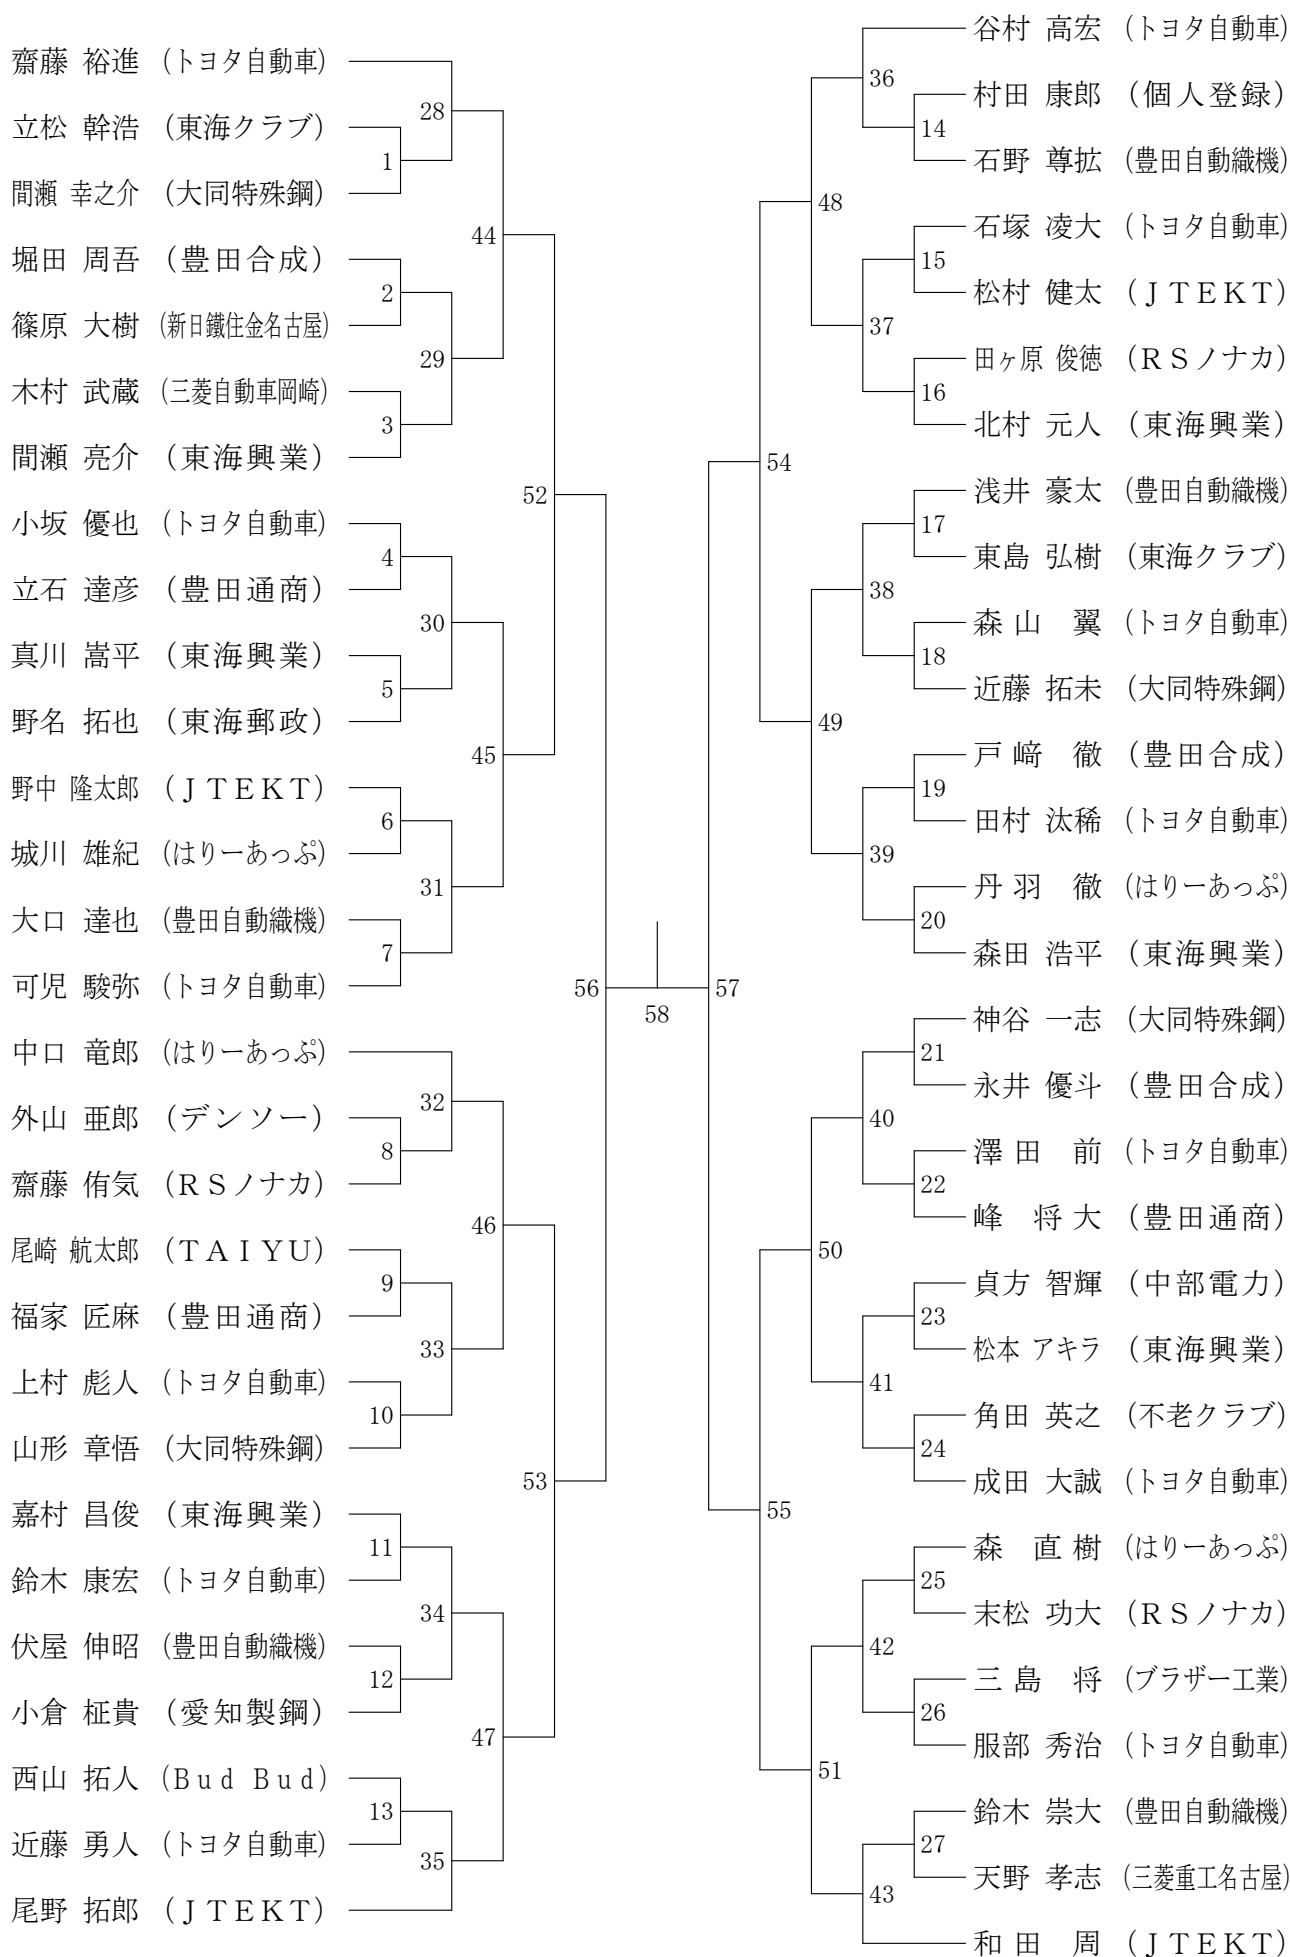 齋藤 裕進 (トヨタ自動車)
立松 幹浩 (東海クラブ)
間瀬 幸之介 (大同特殊鋼)
堀田 周吾 (豊田合成)
篠原 大樹 (新日鐵住金名古屋)
木村 武蔵 (三菱自動車岡崎)
間瀬 亮介 (東海興業)
小坂 優也 (トヨタ自動車)
立石 達彦 (豊田通商)
真川 嵩平 (東海興業)
野名 拓也 (東海郵政)
野中 隆太郎 (JTEKT)
城川 雄紀 (はりーあっぷ)
大口 達也 (豊田自動織機)
可児 駿弥 (トヨタ自動車)
中口 竜郎 (はりーあっぷ)
外山 亜郎 (デンソー)
齋藤 侑気 (RSノナカ)
尾崎 航太郎 (TAIYU)
福家 匠麻 (豊田通商)
上村 彪人 (トヨタ自動車)
山形 章悟 (大同特殊鋼)
嘉村 昌俊 (東海興業)
鈴木 康宏 (トヨタ自動車)
伏屋 伸昭 (豊田自動織機)
小倉 柾貴 (愛知製鋼)
西山 拓人 (Bud Bud)
近藤 勇人 (トヨタ自動車)
尾野 拓郎 (JTEKT)
1
2
3
4
5
6
7
8
9
10
11
12
13
28
29
30
31
32
33
34
35
44
45
46
47
52
53
56
58
57
54
55
48
49
50
51
36
37
38
39
40
41
42
43
14
15
16
17
18
19
20
21
22
23
24
25
26
27
谷村 高宏 (トヨタ自動車)
村田 康郎 (個人登録)
石野 尊拡 (豊田自動織機)
石塚 凌大 (トヨタ自動車)
松村 健太 (JTEKT)
田ヶ原 俊徳 (RSノナカ)
北村 元人 (東海興業)
浅井 豪太 (豊田自動織機)
東島 弘樹 (東海クラブ)
森山 翼 (トヨタ自動車)
近藤 拓未 (大同特殊鋼)
戸﨑 徹 (豊田合成)
田村 汰稀 (トヨタ自動車)
丹羽 徹 (はりーあっぷ)
森田 浩平 (東海興業)
神谷 一志 (大同特殊鋼)
永井 優斗 (豊田合成)
澤田 前 (トヨタ自動車)
峰 将大 (豊田通商)
貞方 智輝 (中部電力)
松本 アキラ (東海興業)
角田 英之 (不老クラブ)
成田 大誠 (トヨタ自動車)
森 直樹 (はりーあっぷ)
末松 功大 (RSノナカ)
三島 将 (ブラザー工業)
服部 秀治 (トヨタ自動車)
鈴木 崇大 (豊田自動織機)
天野 孝志 (三菱重工名古屋)
和田 周 (JTEKT)